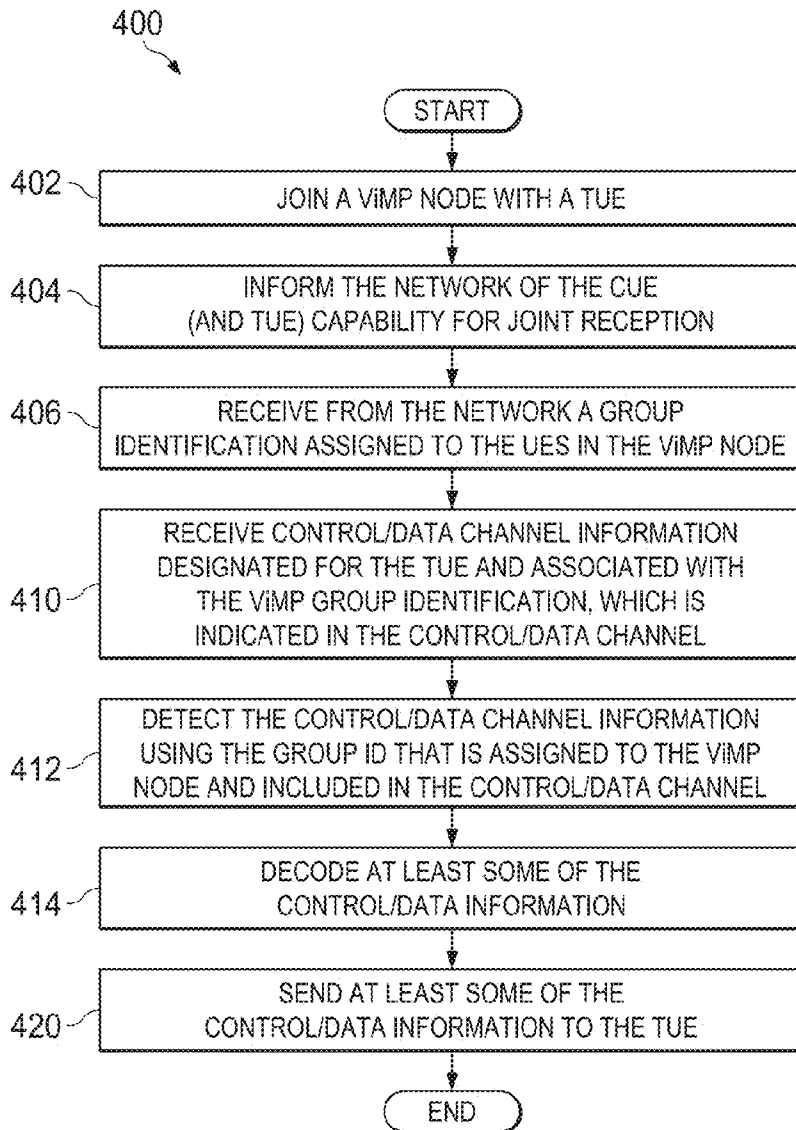 400
START
402
JOIN A ViMP NODE WITH A TUE
404
INFORM THE NETWORK OF THE CUE
(AND TUE) CAPABILITY FOR JOINT RECEPTION
406
RECEIVE FROM THE NETWORK A GROUP
IDENTIFICATION ASSIGNED TO THE UES IN THE ViMP NODE
410
RECEIVE CONTROL/DATA CHANNEL INFORMATION
DESIGNATED FOR THE TUE AND ASSOCIATED WITH
THE ViMP GROUP IDENTIFICATION, WHICH IS
INDICATED IN THE CONTROL/DATA CHANNEL
412
DETECT THE CONTROL/DATA CHANNEL INFORMATION
USING THE GROUP ID THAT IS ASSIGNED TO THE ViMP
NODE AND INCLUDED IN THE CONTROL/DATA CHANNEL
414
DECODE AT LEAST SOME OF THE
CONTROL/DATA INFORMATION
420
SEND AT LEAST SOME OF THE
CONTROL/DATA INFORMATION TO THE TUE
END